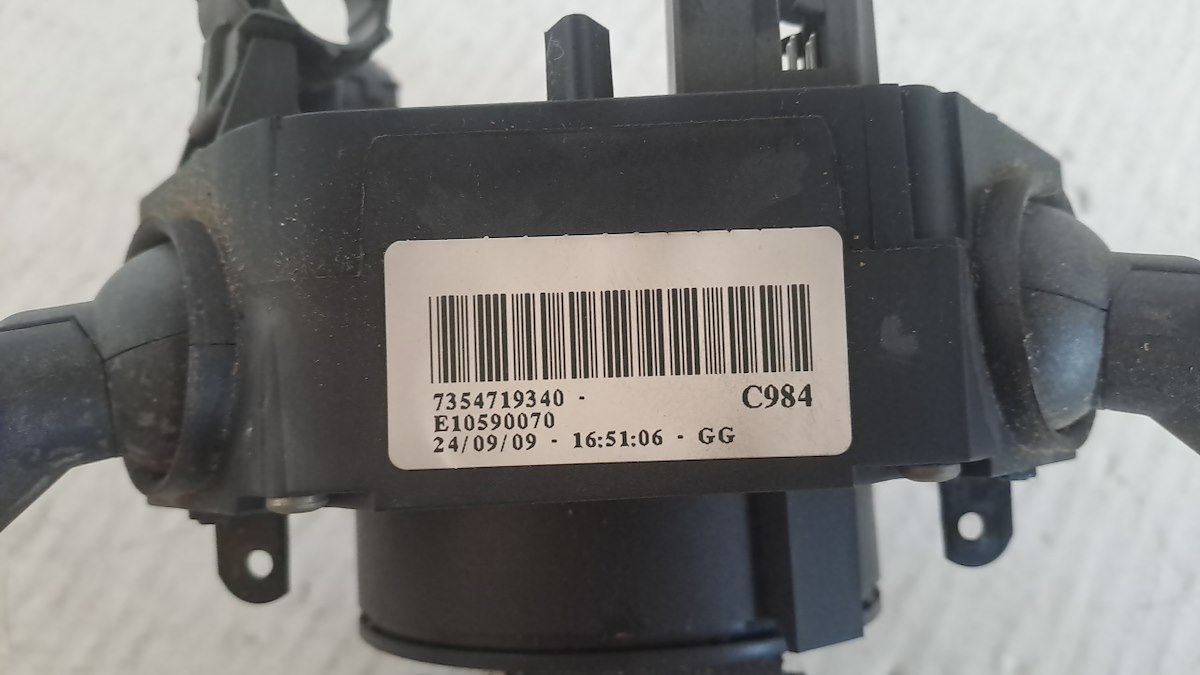 7354719340 - C984
E10590070
24/09/09 - 16:51:06 - GG